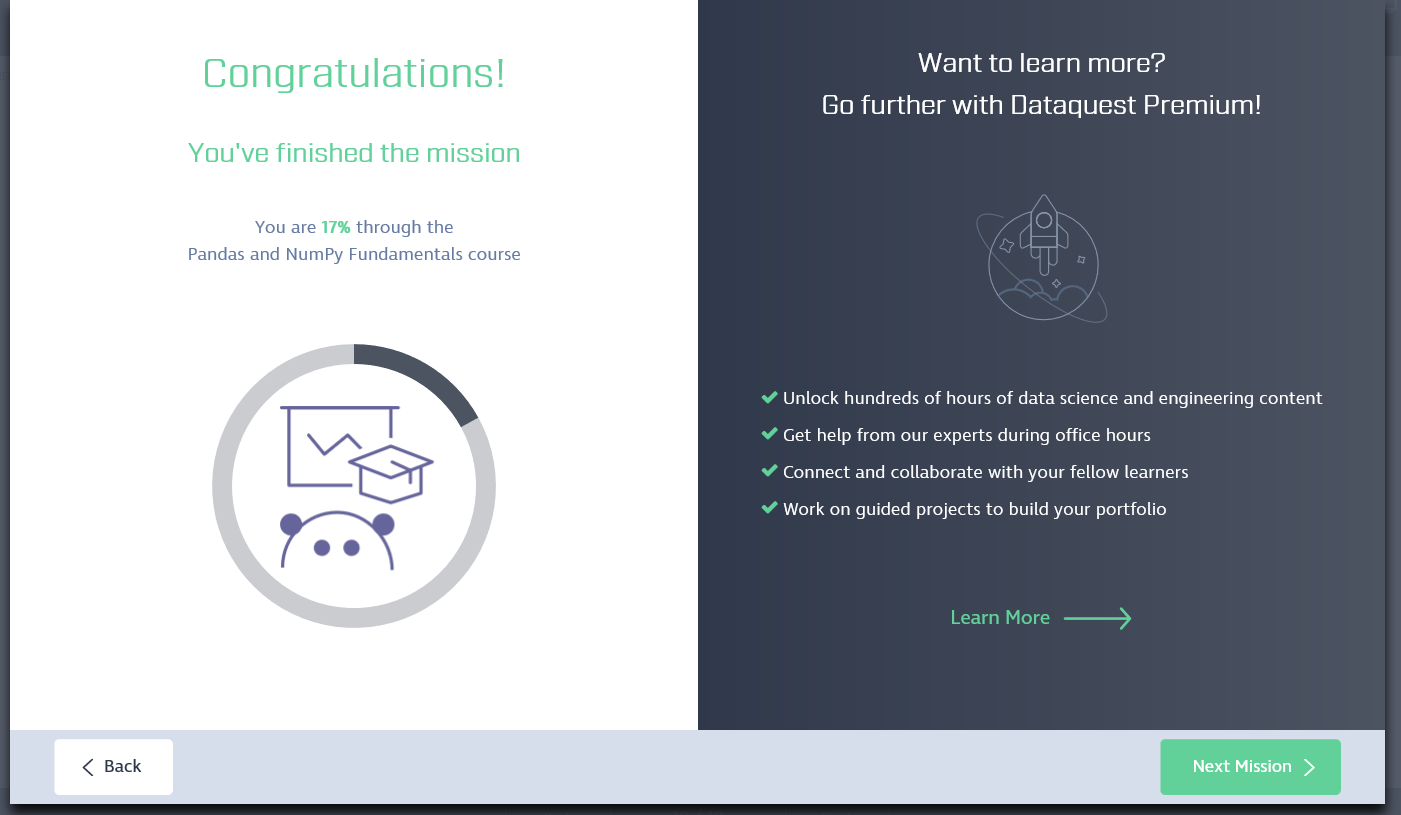 Congratulations!
You've finished the mission
You are 17% through the
Pandas and NumPy Fundamentals course
Want to learn more?
Go further with Dataquest Premium!
Unlock hundreds of hours of data science and engineering content
Get help from our experts during office hours
Connect and collaborate with your fellow learners
Work on guided projects to build your portfolio
Learn More
Back
Next Mission